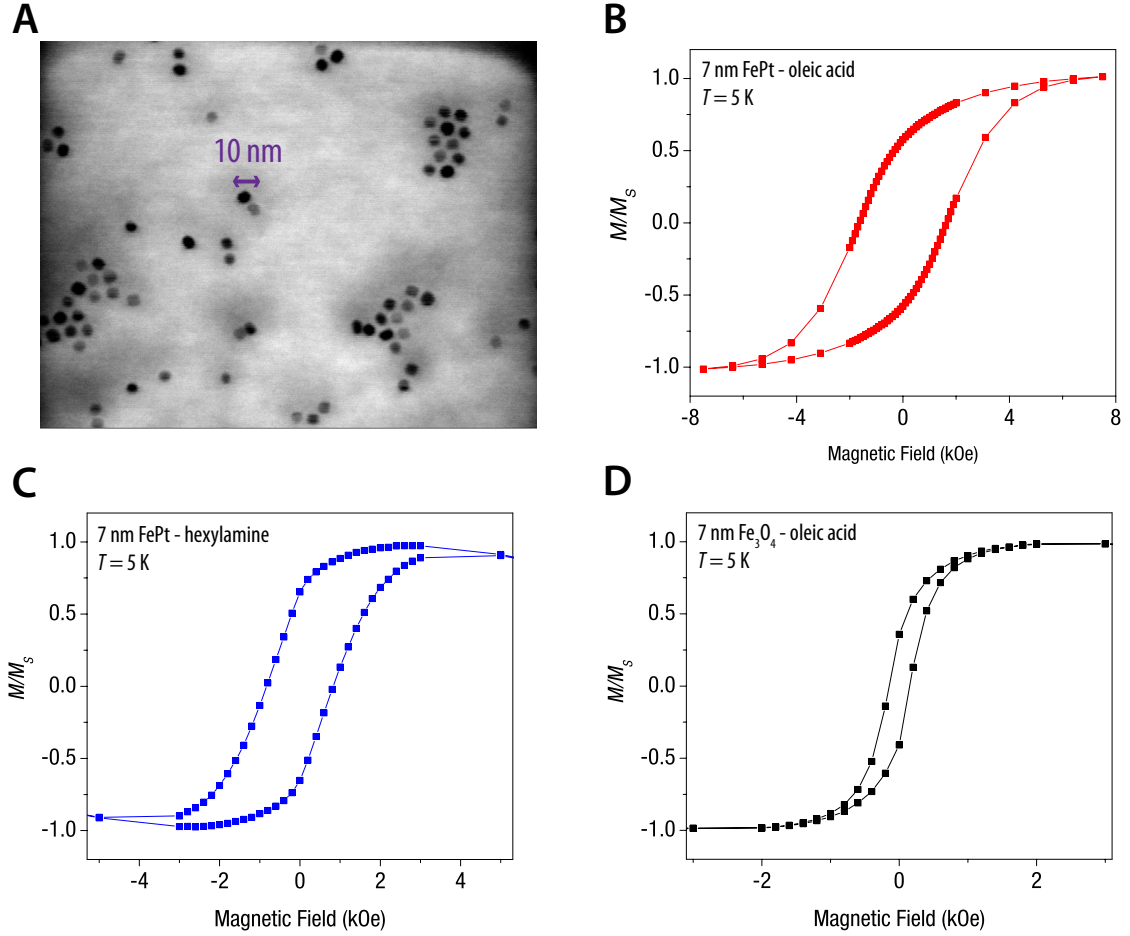 A
10 nm
B
7 nm FePt - oleic acid
T = 5 K
1.0
0.5
0.0
-0.5
-1.0
M/Ms
-8
-4
0
4
8
Magnetic Field (kOe)
C
7 nm FePt - hexylamine
T = 5 K
1.0
0.5
0.0
-0.5
-1.0
M/Ms
-4
-2
0
2
4
Magnetic Field (kOe)
D
7 nm Fe3O4 - oleic acid
T = 5 K
1.0
0.5
0.0
-0.5
-1.0
M/Ms
-2
0
2
Magnetic Field (kOe)